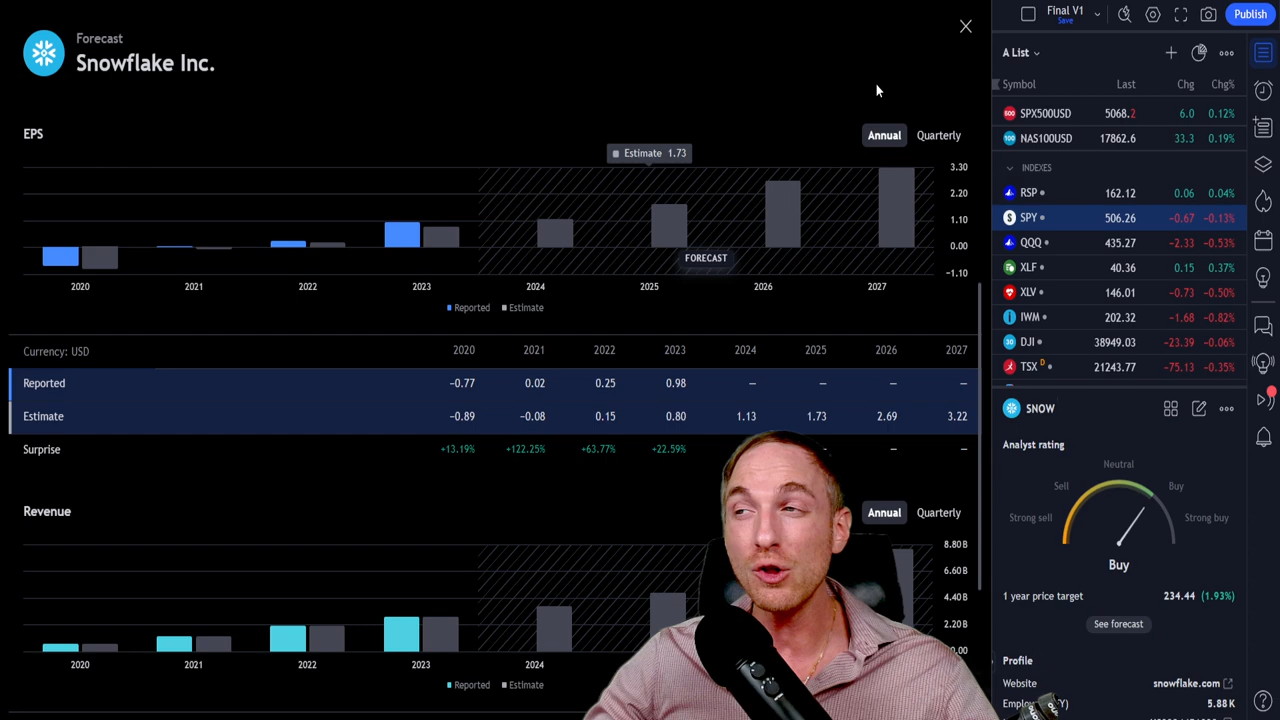 Forecast
Snowflake Inc.
EPS
Annual Quarterly
Estimate 1.73
3.30
2.20
1.10
0.00
FORECAST
−1.10
2020 2021 2022 2023 2024 2025 2026 2027
Reported Estimate
Currency: USD 2020 2021 2022 2023 2024 2025 2026 2027
Reported −0.77 0.02 0.25 0.98 — — — —
Estimate −0.89 −0.08 0.15 0.80 1.13 1.73 2.69 3.22
Surprise +13.19% +122.25% +63.77% +22.59% — — —
Revenue
Annual Quarterly
8.80 B
6.60 B
4.40 B
2.20 B
0.00
2020 2021 2022 2023 2024
Reported Estimate
Final V1
Save
Publish
A List
Symbol Last Chg Chg%
SPX500USD 5068.2 6.0 0.12%
NAS100USD 17862.6 33.3 0.19%
INDEXES
RSP 162.12 0.06 0.04%
SPY 506.26 −0.67 −0.13%
QQQ 435.27 −2.33 −0.53%
XLF 40.36 0.15 0.37%
XLV 146.01 −0.73 −0.50%
IWM 202.32 −1.68 −0.82%
DJI 38949.03 −23.39 −0.06%
TSX D 21243.77 −75.13 −0.35%
SNOW
Analyst rating
Neutral
Sell Buy
Strong sell Strong buy
Buy
1 year price target 234.44 (1.93%)
See forecast
Profile
Website snowflake.com
5.88 K